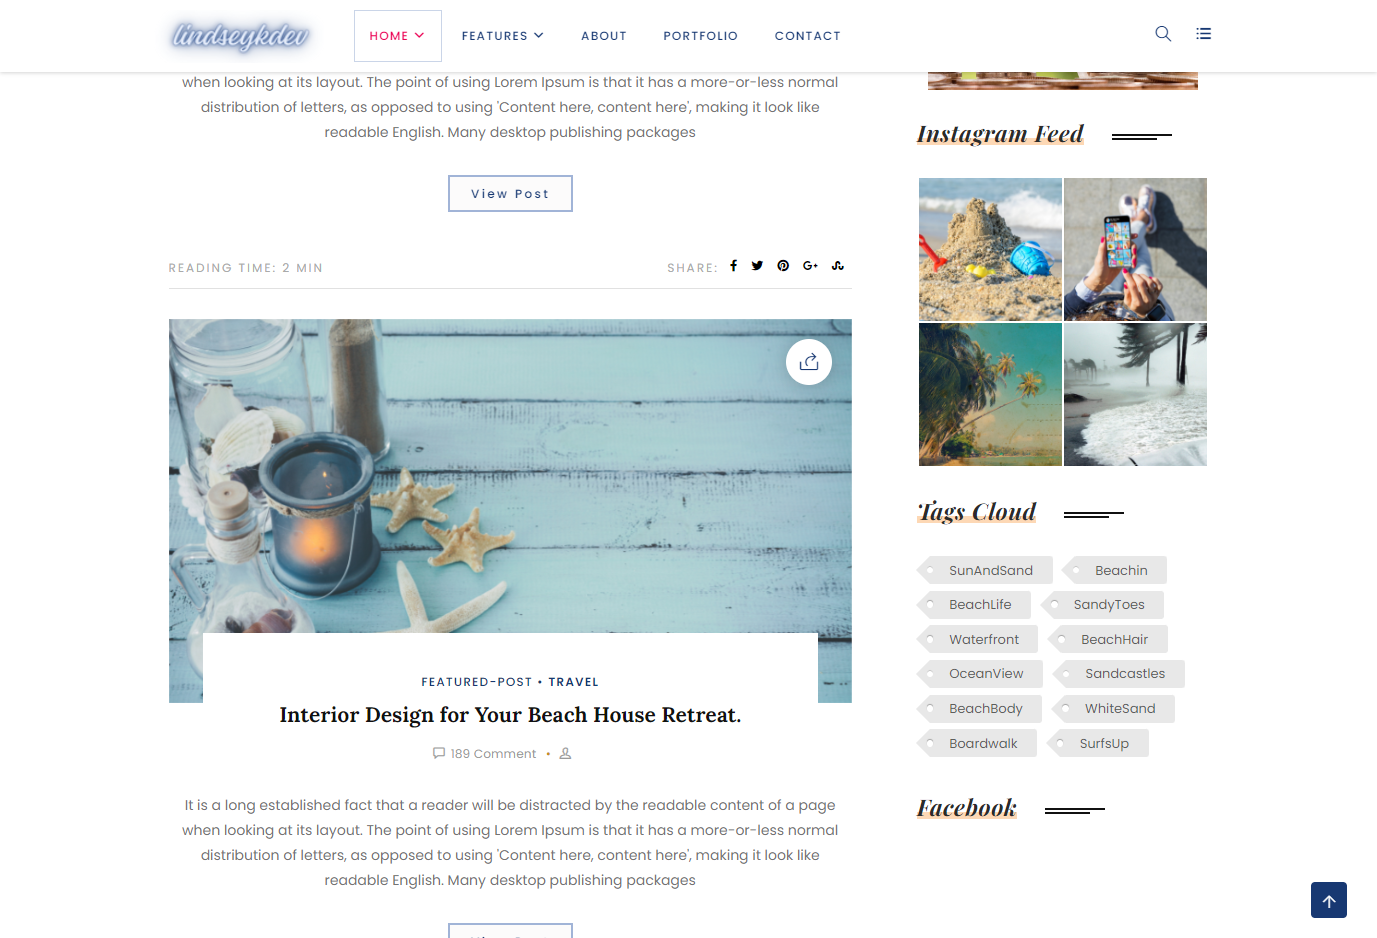 lindseykdev
HOME
FEATURES
ABOUT
PORTFOLIO
CONTACT
when looking at its layout. The point of using Lorem Ipsum is that it has a more-or-less normal
distribution of letters, as opposed to using 'Content here, content here', making it look like
readable English. Many desktop publishing packages
View Post
READING TIME: 2 MIN
SHARE:
FEATURED-POST • TRAVEL
Interior Design for Your Beach House Retreat.
189 Comment •
It is a long established fact that a reader will be distracted by the readable content of a page
when looking at its layout. The point of using Lorem Ipsum is that it has a more-or-less normal
distribution of letters, as opposed to using 'Content here, content here', making it look like
readable English. Many desktop publishing packages
Instagram Feed
Tags Cloud
SunAndSand
Beachin
BeachLife
SandyToes
Waterfront
BeachHair
OceanView
Sandcastles
BeachBody
WhiteSand
Boardwalk
SurfsUp
Facebook